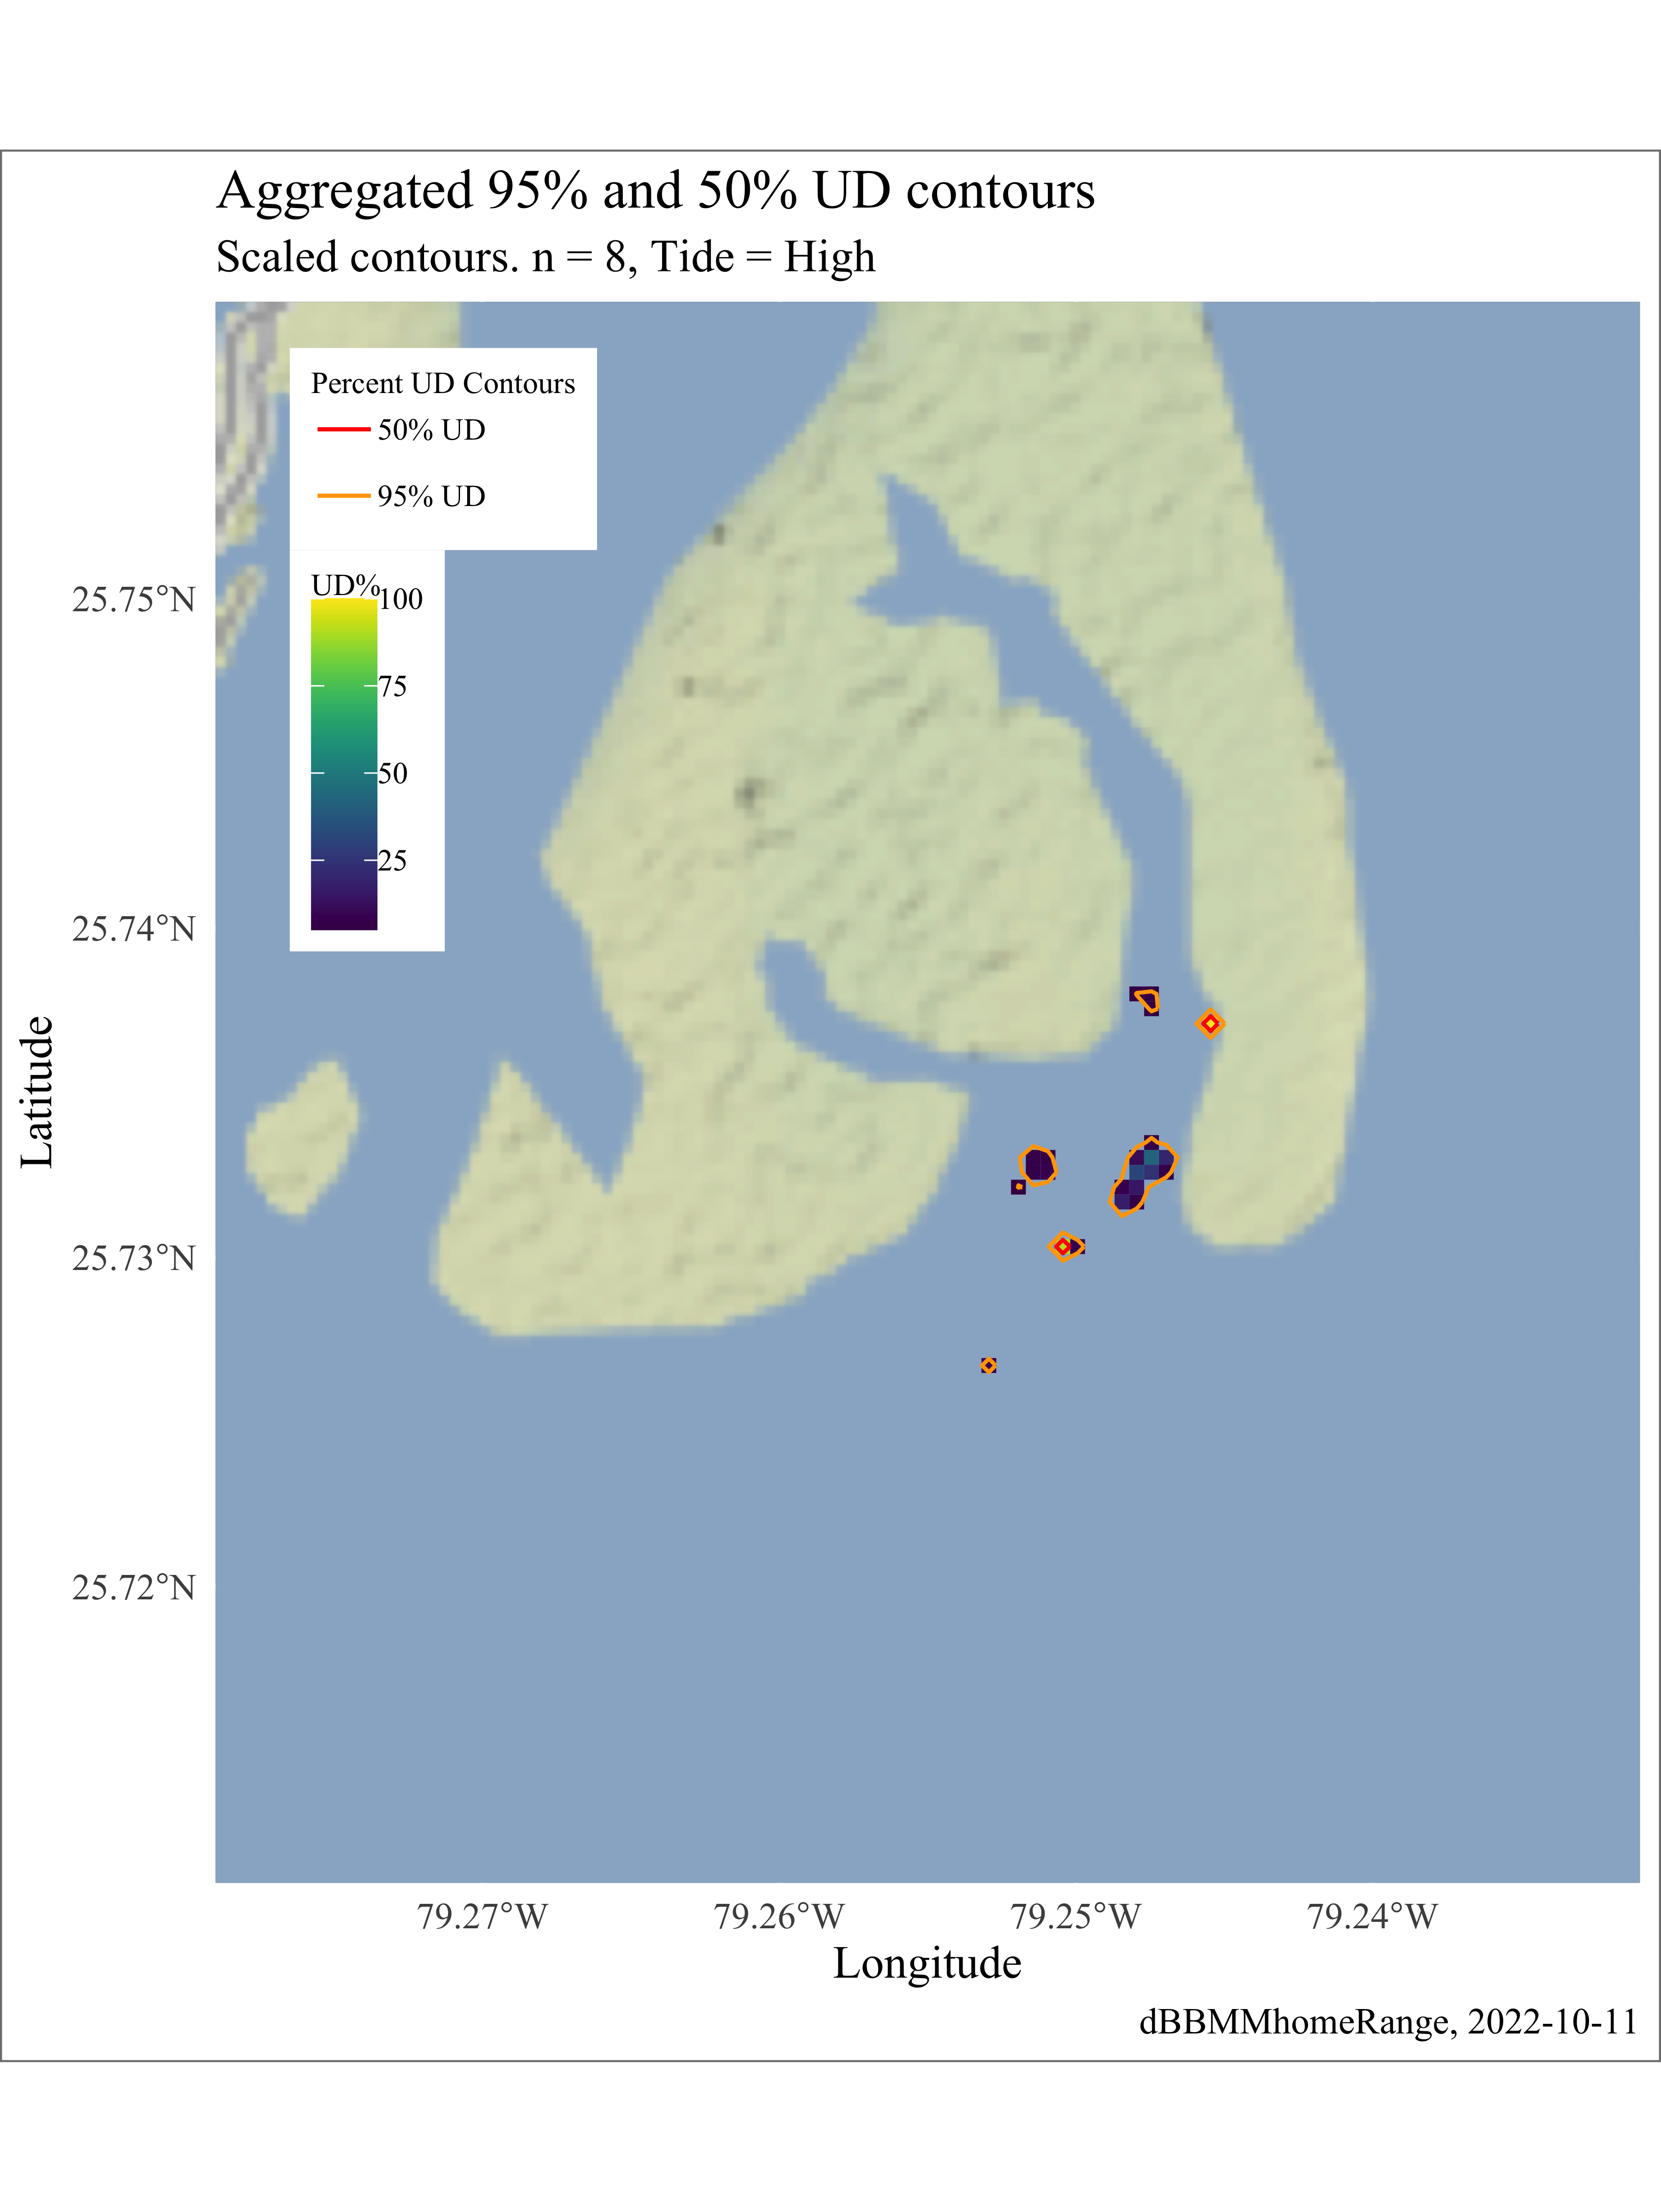 Aggregated 95% and 50% UD contours
Scaled contours. n = 8, Tide = High
Percent UD Contours
50% UD
95% UD
UD%
100
75
50
25
25.75°N
25.74°N
25.73°N
25.72°N
Latitude
79.27°W 79.26°W 79.25°W 79.24°W
Longitude
dBBMMhomeRange, 2022-10-11